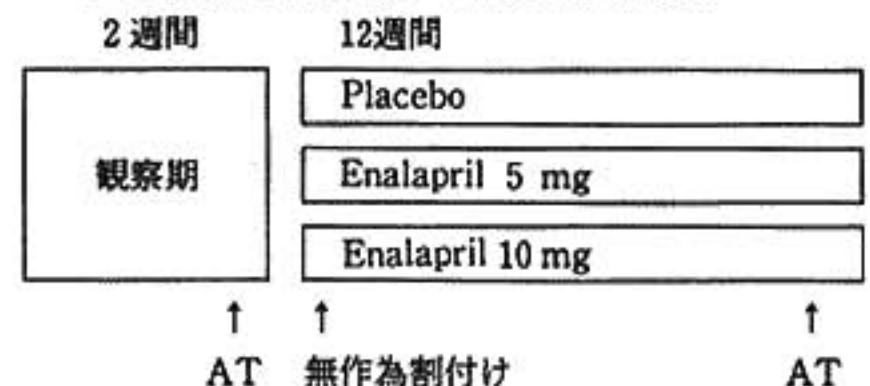 2週間 12週間
Placebo
観察期 Enalapril 5 mg
Enalapril 10 mg
↑ ↑ ↑
AT 無作為割付け AT